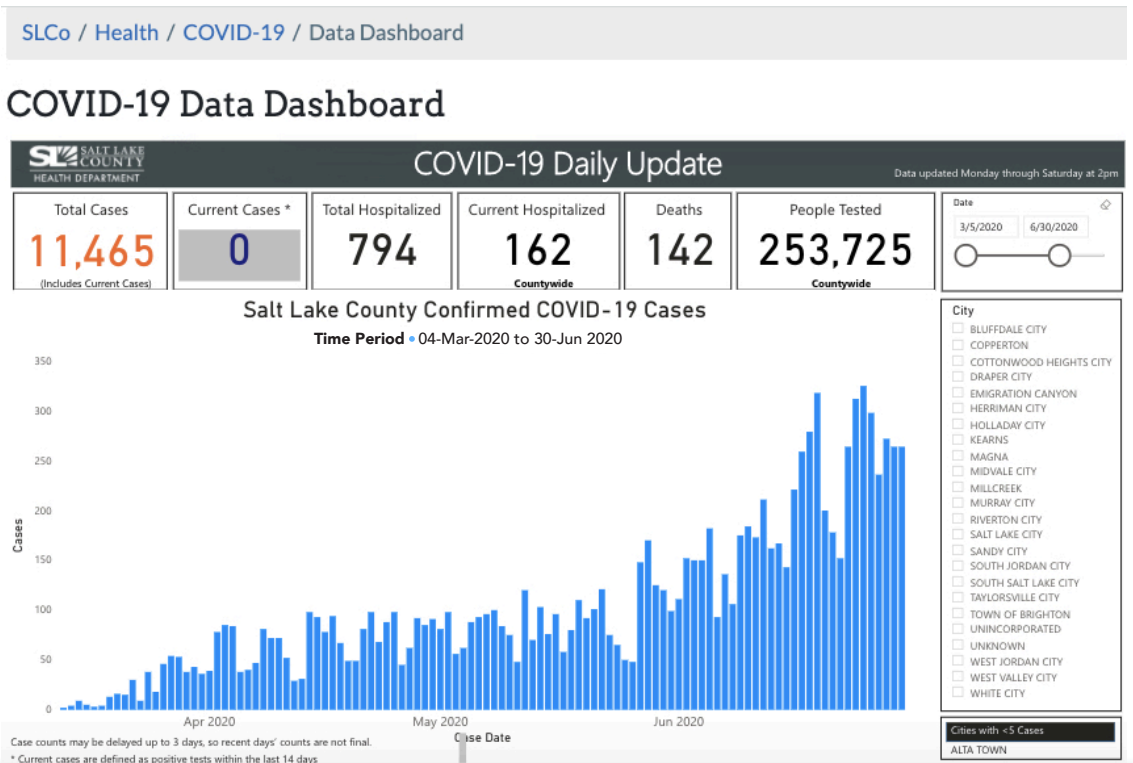 SLCo / Health / COVID-19 / Data Dashboard
COVID-19 Data Dashboard
SL SALT LAKE COUNTY
HEALTH DEPARTMENT
COVID-19 Daily Update
Data updated Monday through Saturday at 2pm
Total Cases
11,465
(Includes Current Cases)
Current Cases *
0
Total Hospitalized
794
Current Hospitalized
162
Countywide
Deaths
142
People Tested
253,725
Countywide
Date
3/5/2020 6/30/2020
Salt Lake County Confirmed COVID-19 Cases
Time Period • 04-Mar-2020 to 30-Jun 2020
350
300
250
200
150
100
50
0
Cases
Apr 2020 May 2020 Jun 2020
Case Date
Case counts may be delayed up to 3 days, so recent days' counts are not final.
* Current cases are defined as positive tests within the last 14 days
City
BLUFFDALE CITY
COPPERTON
COTTONWOOD HEIGHTS CITY
DRAPER CITY
EMIGRATION CANYON
HERRIMAN CITY
HOLLADAY CITY
KEARNS
MAGNA
MIDVALE CITY
MILLCREEK
MURRAY CITY
RIVERTON CITY
SALT LAKE CITY
SANDY CITY
SOUTH JORDAN CITY
SOUTH SALT LAKE CITY
TAYLORSVILLE CITY
TOWN OF BRIGHTON
UNINCORPORATED
UNKNOWN
WEST JORDAN CITY
WEST VALLEY CITY
WHITE CITY
Cities with <5 Cases
ALTA TOWN